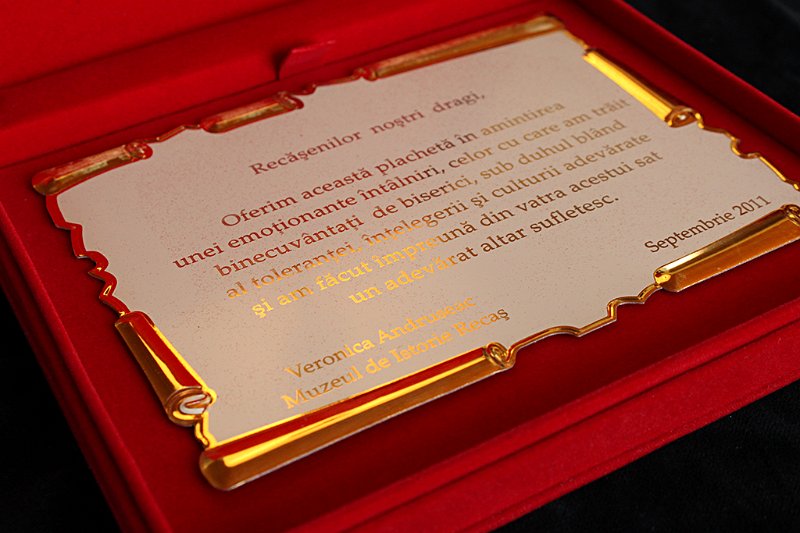 Recășenilor noștri dragi,
Oferim această plachetă în amintirea
unei emoționante întâlniri, celor cu care am trăit
binecuvântați de biserici, sub duhul blând
al toleranței, înțelegerii și culturii adevărate
și am făcut împreună din vatra acestui sat
un adevărat altar sufletesc.
Septembrie 2011
Veronica Andrusesc
Muzeul de Istorie Recaș